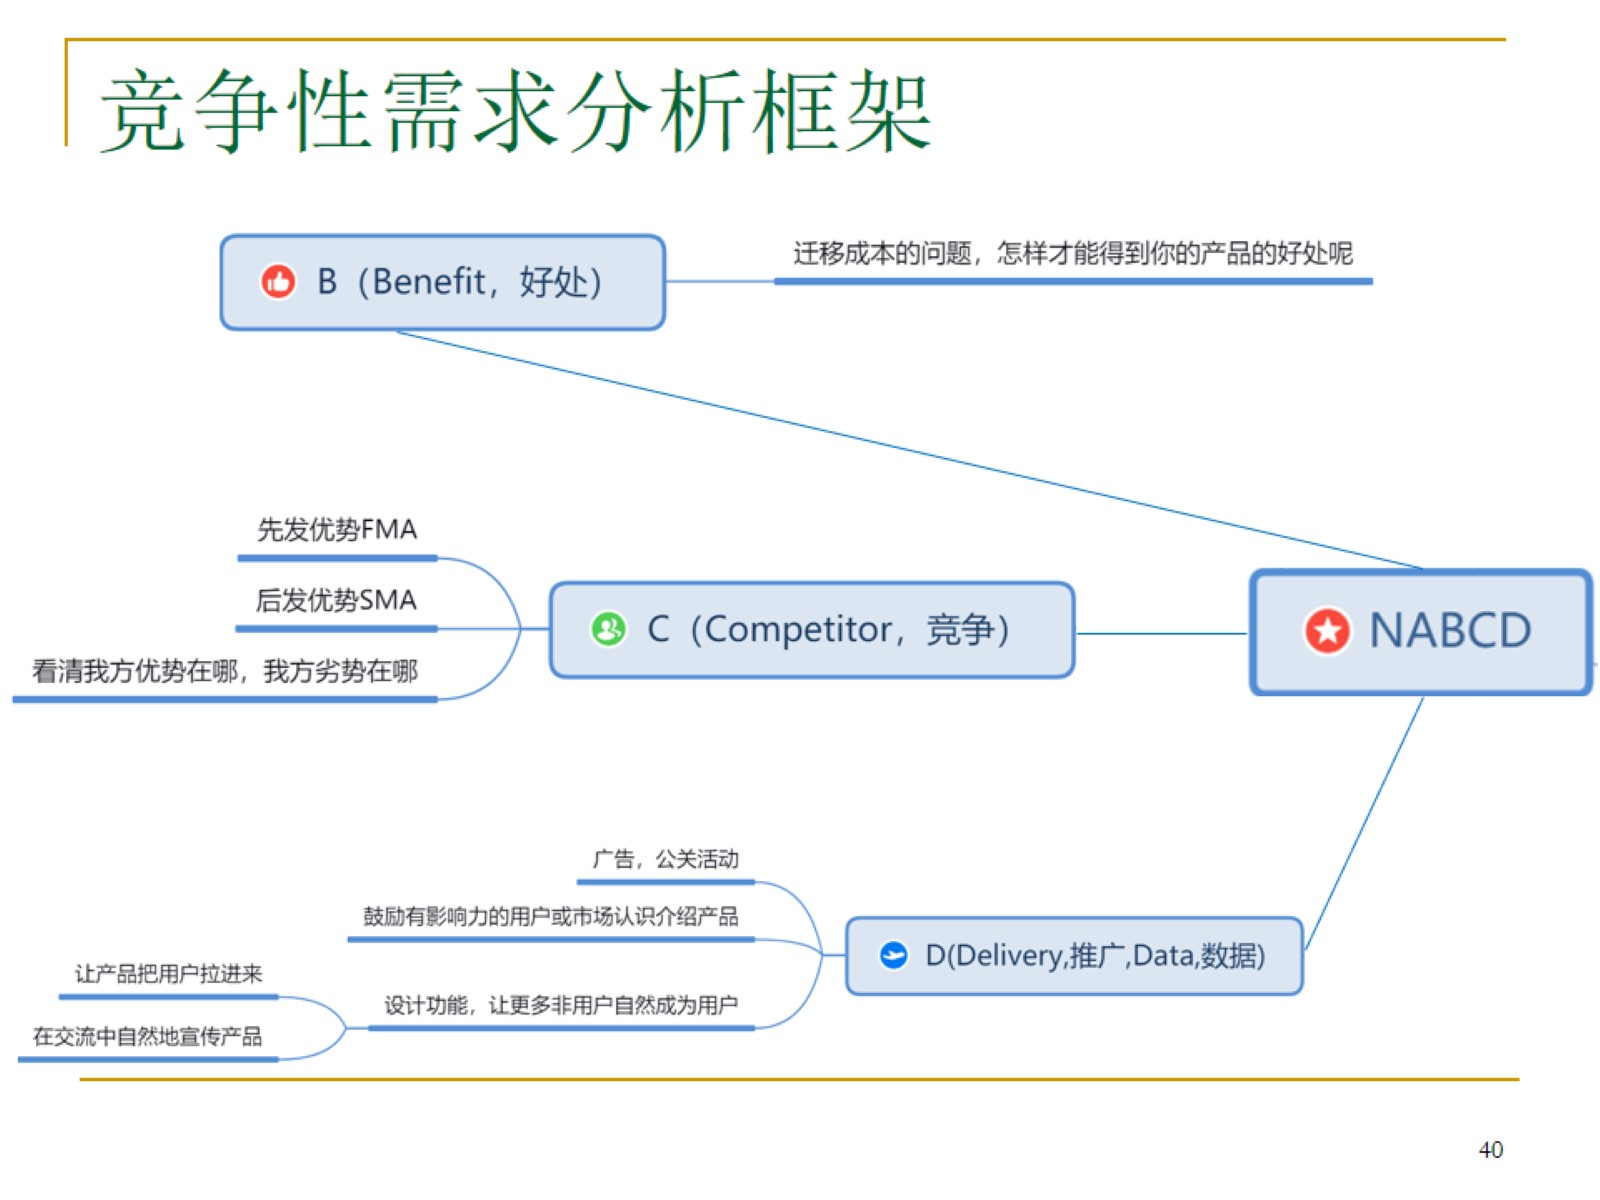 竞争性需求分析框架
B（Benefit，好处）
迁移成本的问题，怎样才能得到你的产品的好处呢
先发优势FMA
后发优势SMA
看清我方优势在哪，我方劣势在哪
C（Competitor，竞争）
NABCD
广告，公关活动
鼓励有影响力的用户或市场认识介绍产品
设计功能，让更多非用户自然成为用户
让产品把用户拉进来
在交流中自然地宣传产品
D(Delivery,推广,Data,数据)
40